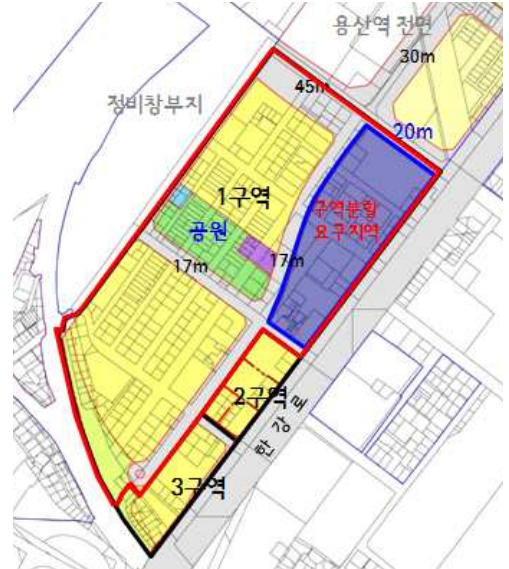 용산역 전면
30m
45m
정비창부지
20m
1구역
구역분할
요구지역
공원
17m
17m
2구역
한강로
3구역